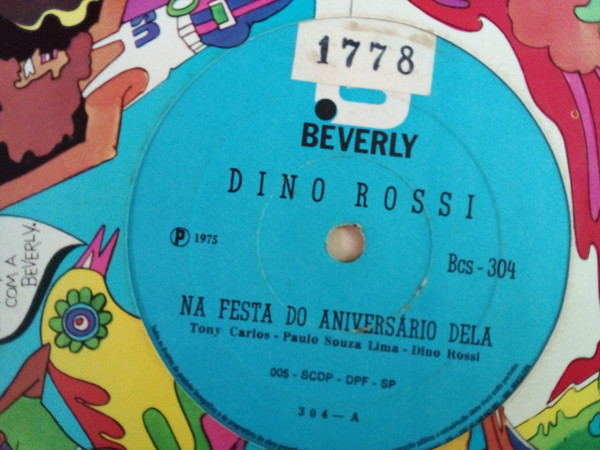 1778
BEVERLY
DINO ROSSI
℗ 1975
Bcs - 304
NA FESTA DO ANIVERSÁRIO DELA
Tony Carlos - Paulo Souza Lima - Dino Rossi
005 - SCDP - DPF - SP
304 - A
COM A
BEVERLY.